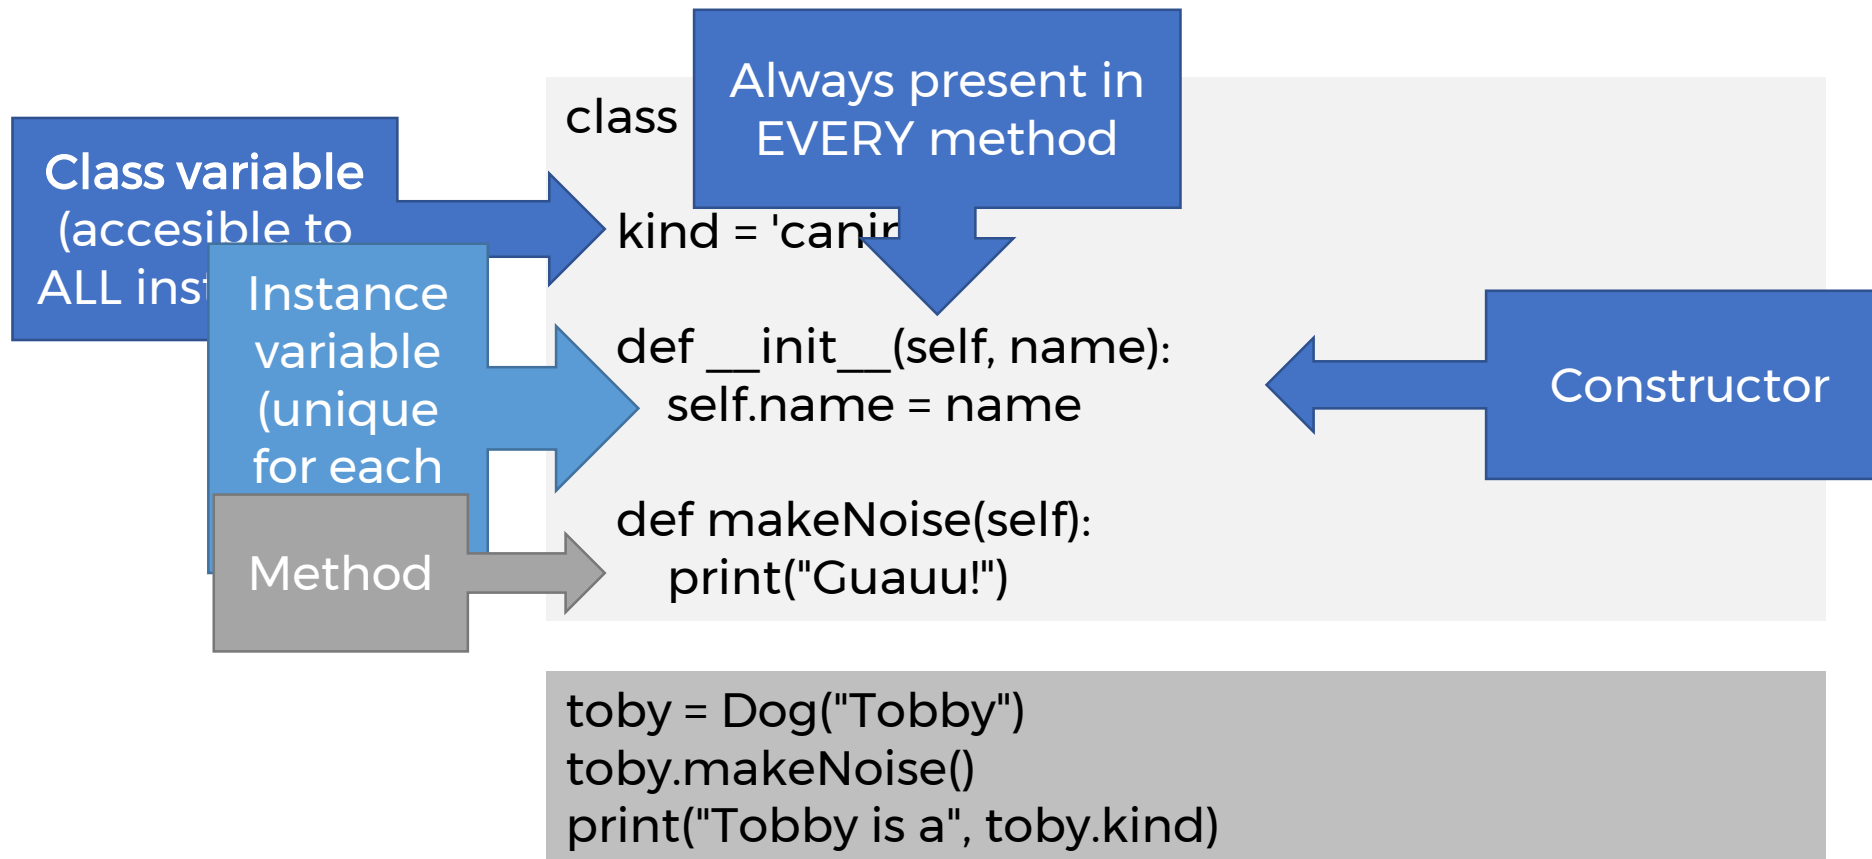 Always present in
EVERY method
class
Class variable
(accesible to
ALL
kind =
Instance
variable
(unique
for each
def __init__(self, name):
self.name = name
Constructor
def makeNoise(self):
print("Guauu!")
Method
toby = Dog("Tobby")
toby.makeNoise()
print("Tobby is a", toby.kind)